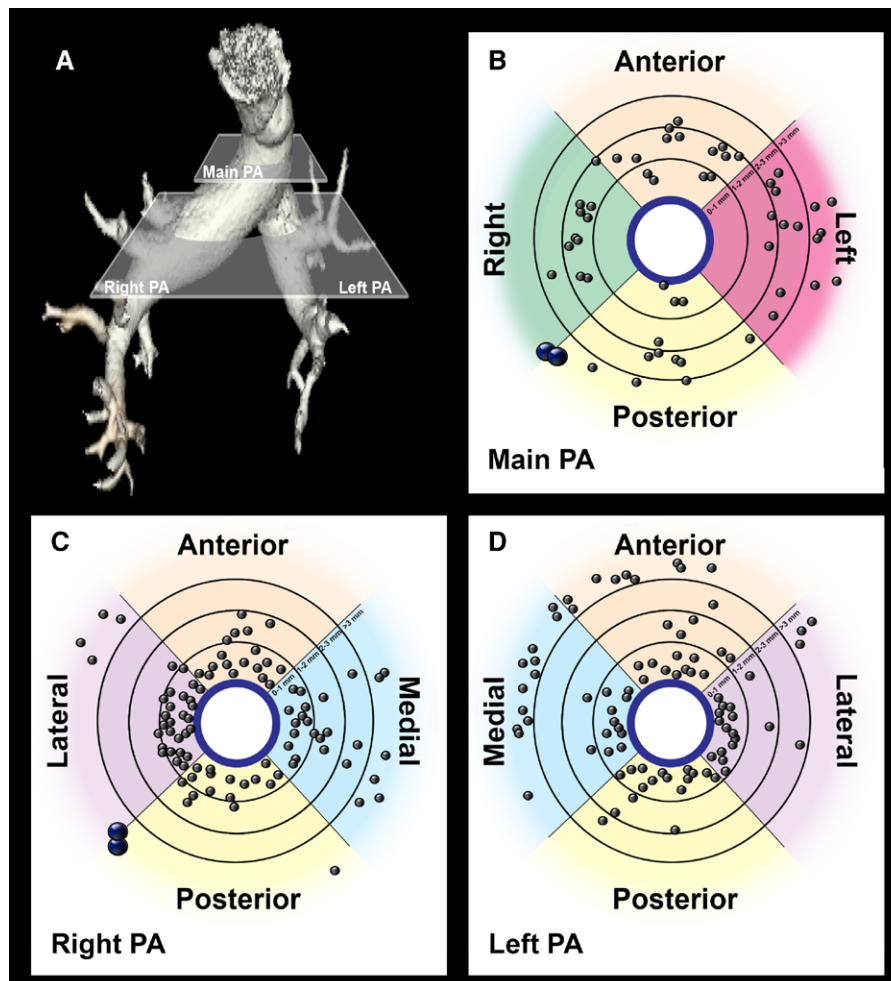 A
Main PA
Right PA
Left PA
B
Anterior
Right
Left
0-1 mm
1-2 mm
2-3 mm
>3 mm
Posterior
Main PA
C
Anterior
Lateral
Medial
0-1 mm
1-2 mm
2-3 mm
>3 mm
Posterior
Right PA
D
Anterior
Medial
Lateral
0-1 mm
1-2 mm
2-3 mm
>3 mm
Posterior
Left PA